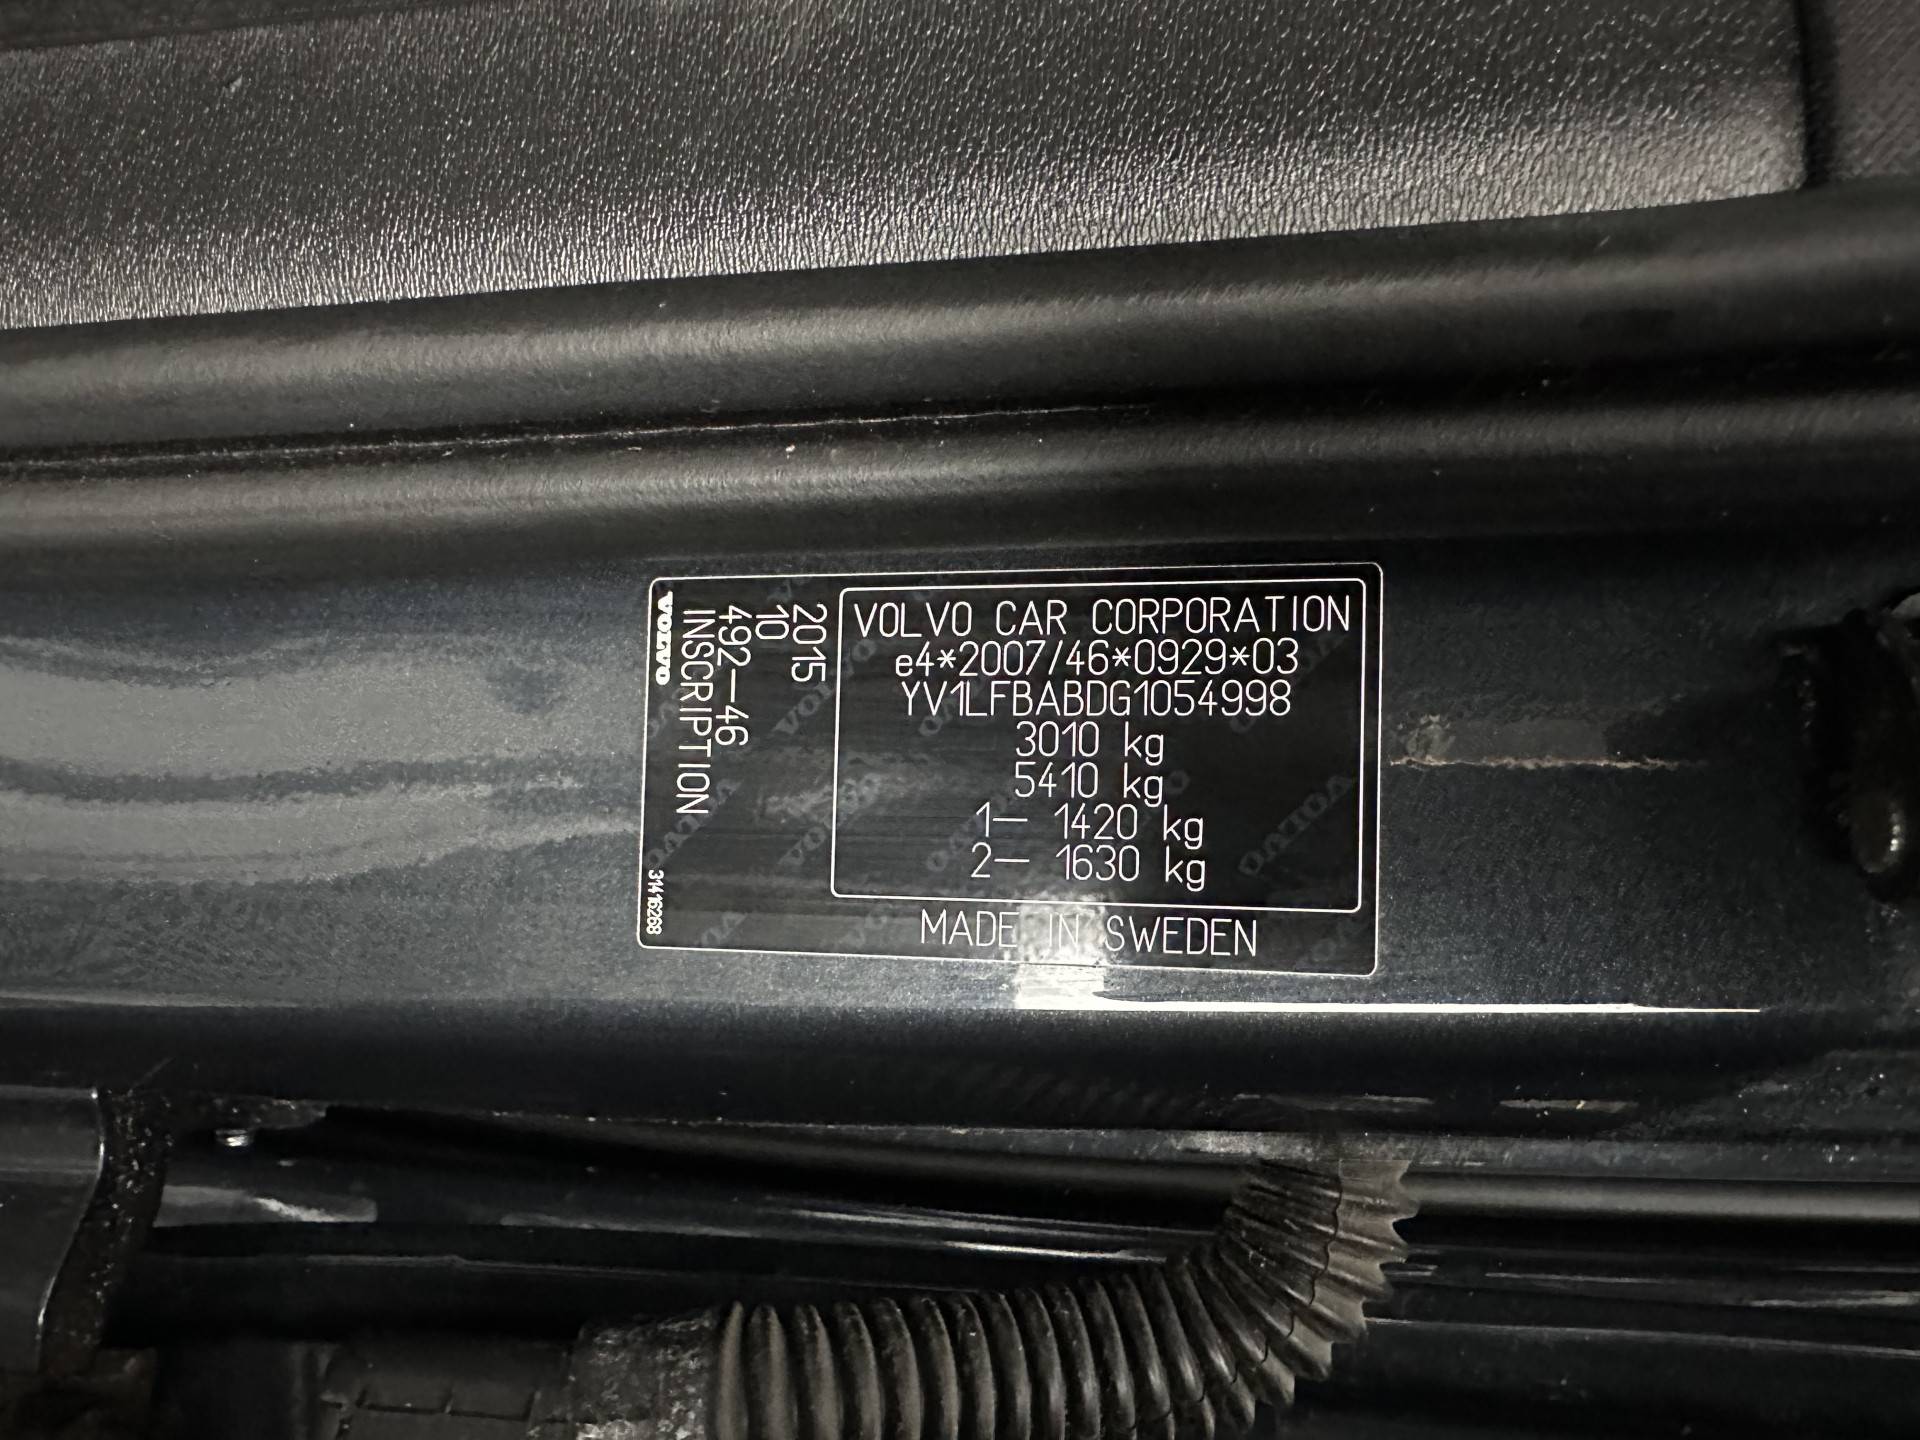 VOLVO CAR CORPORATION
e4*2007/46*0929*03
YV1LFBABDG1054998
3010 kg
5410 kg
1– 1420 kg
2– 1630 kg
MADE IN SWEDEN
2015
10
492–46
INSCRIPTION
VOLVO
31416268